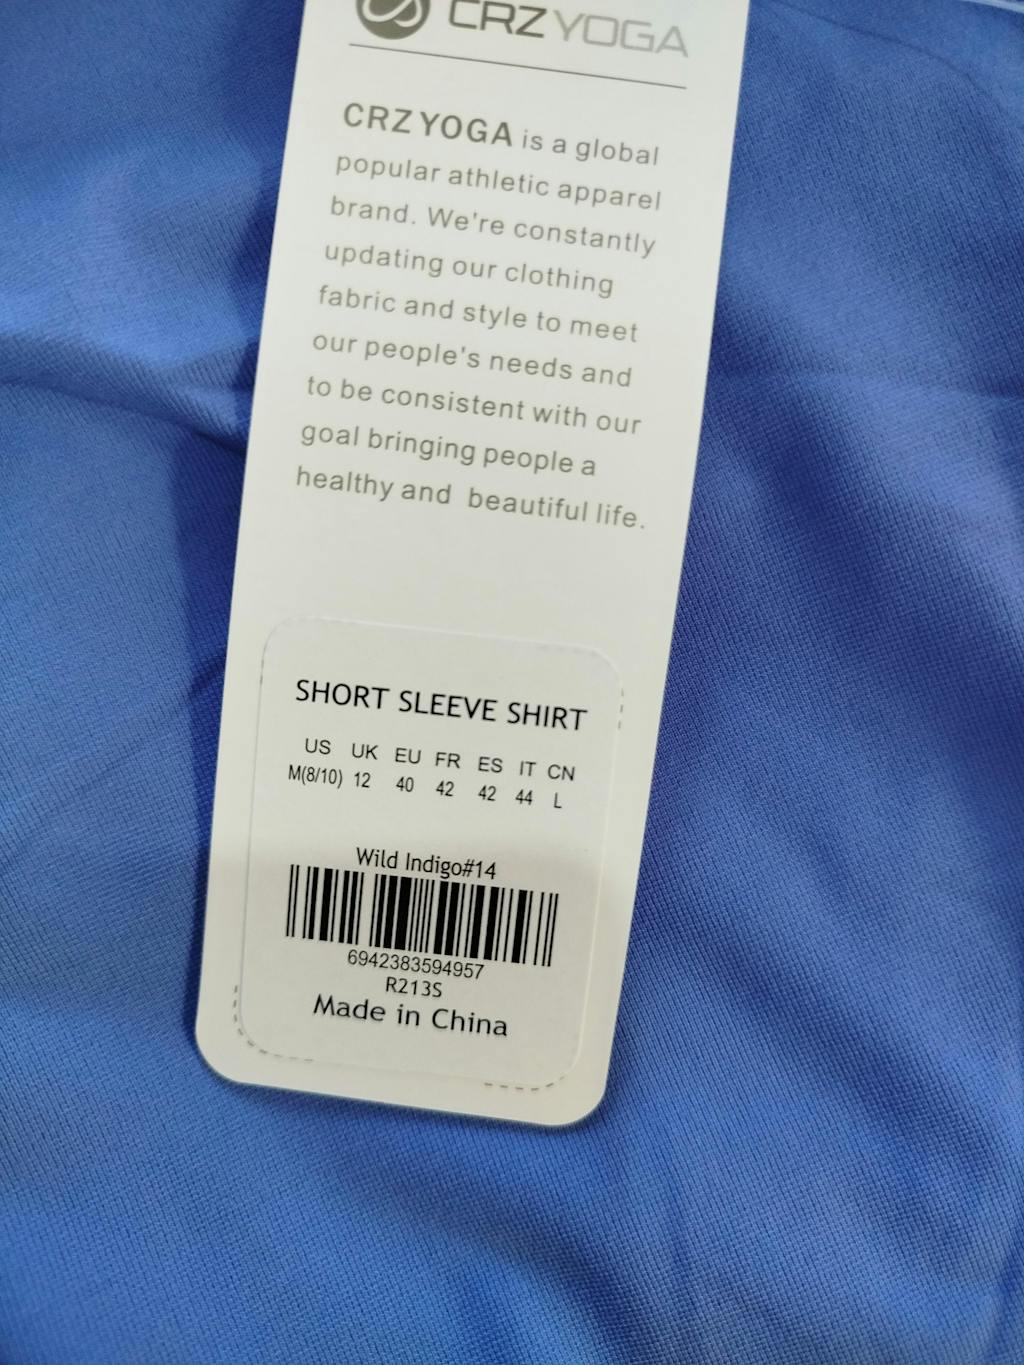 CRZ YOGA
CRZ YOGA is a global
popular athletic apparel
brand. We're constantly
updating our clothing
fabric and style to meet
our people's needs and
to be consistent with our
goal bringing people a
healthy and beautiful life.
SHORT SLEEVE SHIRT
US UK EU FR ES IT CN
M(8/10) 12 40 42 42 44 L
Wild Indigo#14
6942383594957
R213S
Made in China